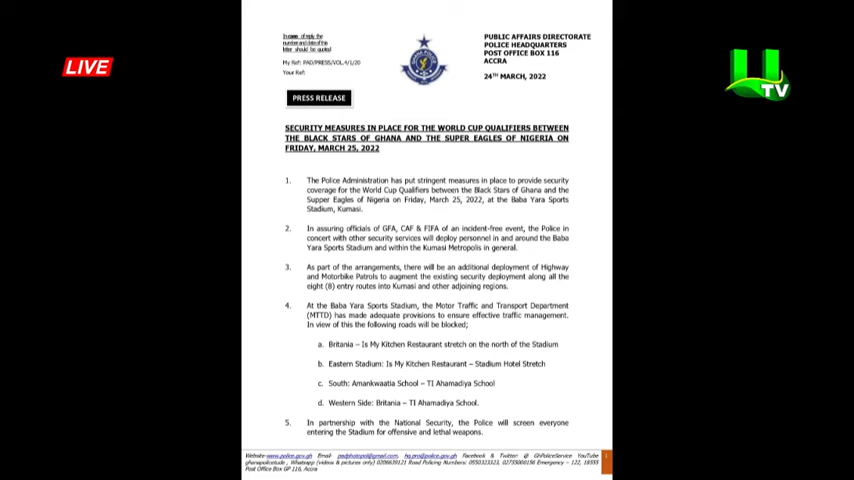 LIVE
UTV
In case of reply the
number and date of this
letter should be quoted
My Ref: PAD/PRESS/VOL.4/1/20
Your Ref:
PUBLIC AFFAIRS DIRECTORATE
POLICE HEADQUARTERS
POST OFFICE BOX 116
ACCRA
24TH MARCH, 2022
PRESS RELEASE
SECURITY MEASURES IN PLACE FOR THE WORLD CUP QUALIFIERS BETWEEN
THE BLACK STARS OF GHANA AND THE SUPER EAGLES OF NIGERIA ON
FRIDAY, MARCH 25, 2022
1. The Police Administration has put stringent measures in place to provide security
coverage for the World Cup Qualifiers between the Black Stars of Ghana and the
Supper Eagles of Nigeria on Friday, March 25, 2022, at the Baba Yara Sports
Stadium, Kumasi.
2. In assuring officials of GFA, CAF & FIFA of an incident-free event, the Police in
concert with other security services will deploy personnel in and around the Baba
Yara Sports Stadium and within the Kumasi Metropolis in general.
3. As part of the arrangements, there will be an additional deployment of Highway
and Motorbike Patrols to augment the existing security deployment along all the
eight (8) entry routes into Kumasi and other adjoining regions.
4. At the Baba Yara Sports Stadium, the Motor Traffic and Transport Department
(MTTD) has made adequate provisions to ensure effective traffic management.
In view of this the following roads will be blocked;
a. Britania – Is My Kitchen Restaurant stretch on the north of the Stadium
b. Eastern Stadium: Is My Kitchen Restaurant – Stadium Hotel Stretch
c. South: Amankwaatia School – TI Ahamadiya School
d. Western Side: Britania – TI Ahamadiya School.
5. In partnership with the National Security, the Police will screen everyone
entering the Stadium for offensive and lethal weapons.
Website-www.police.gov.gh Email- padphotopol@gmail.com, hq.pro@police.gov.gh Facebook & Twitter: @ GhPoliceService YouTube
ghanapolicetude , Whatsapp (videos & pictures only) 0206639121 Road Policing Numbers: 0550323323, 02755000156 Emergency – 122, 18555
Post Office Box GP 116, Accra
1